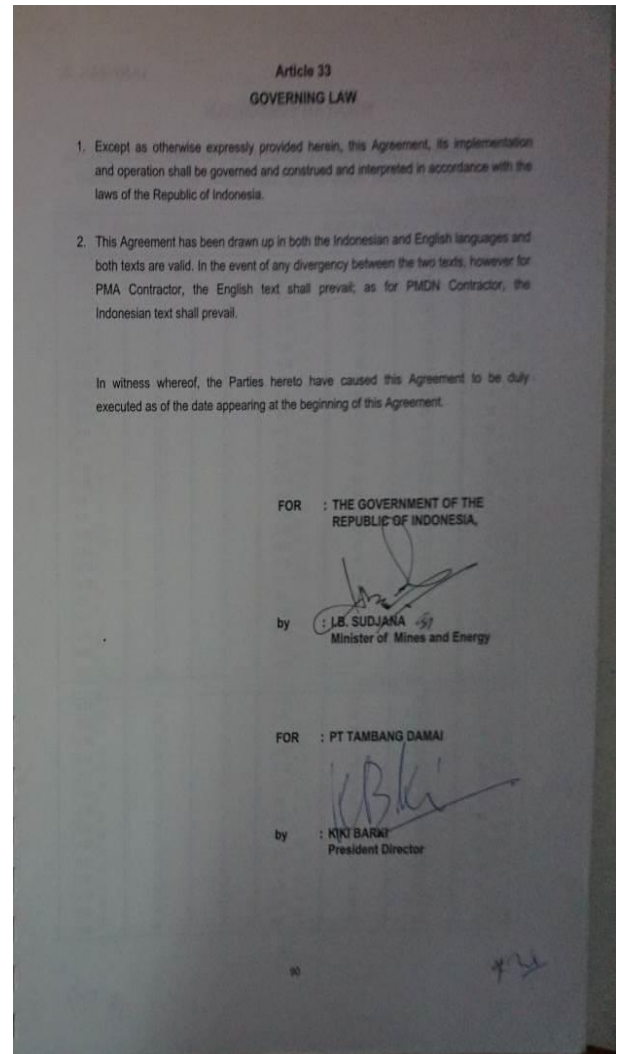 Article 33
GOVERNING LAW
1. Except as otherwise expressly provided herein, this Agreement, its implementation
and operation shall be governed and construed and interpreted in accordance with the
laws of the Republic of Indonesia.
2. This Agreement has been drawn up in both the Indonesian and English languages and
both texts are valid. In the event of any divergency between the two texts, however for
PMA Contractor, the English text shall prevail; as for PMDN Contractor, the
Indonesian text shall prevail.
In witness whereof, the Parties hereto have caused this Agreement to be duly
executed as of the date appearing at the beginning of this Agreement.
FOR : THE GOVERNMENT OF THE
REPUBLIC OF INDONESIA,
by : I.B. SUDJANA
Minister of Mines and Energy
FOR : PT TAMBANG DAMAI
KBKi
by : KIKI BARKI
President Director
90